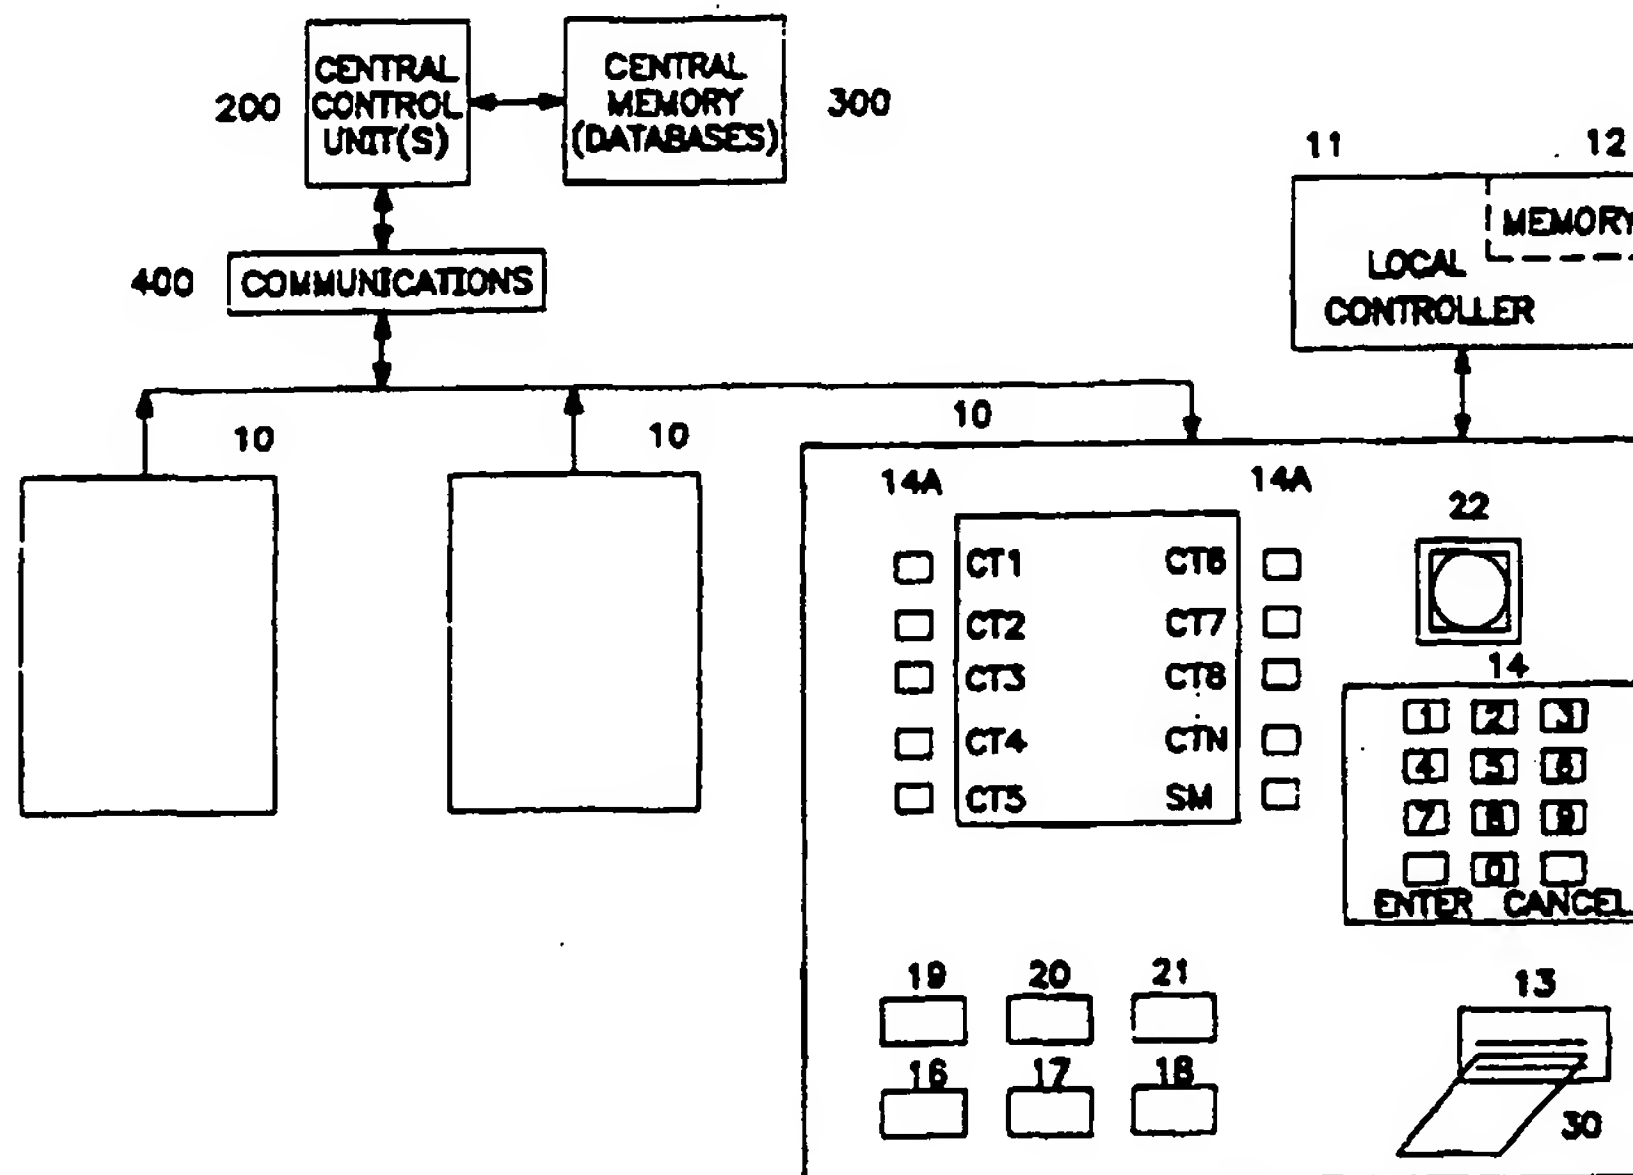 200
CENTRAL
CONTROL
UNIT(S)
CENTRAL
MEMORY
(DATABASES)
300
11
12
MEMORY
LOCAL
CONTROLLER
400
COMMUNICATIONS
10
10
10
14A
14A
22
CT1
CT6
CT2
CT7
CT3
CT8
CT4
CTN
CT5
SM
14
1 2 3
4 5 6
7 8 9
0
ENTER CANCEL
19
20
21
13
16
17
18
30